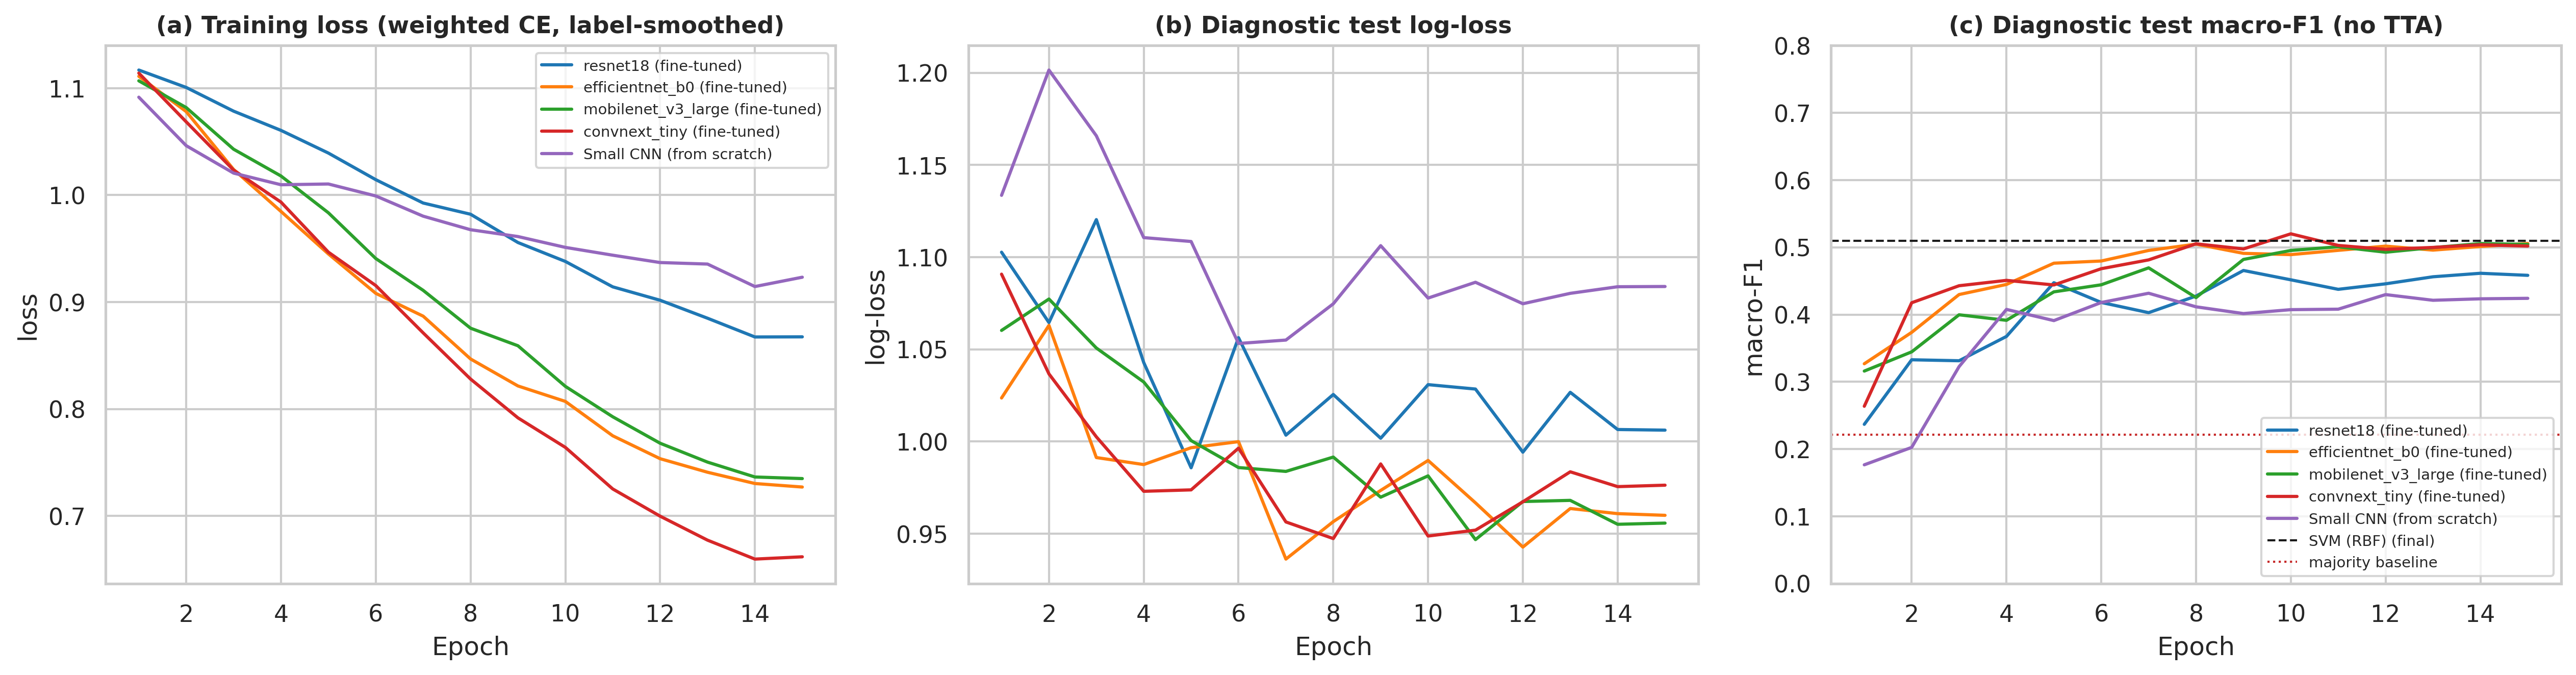 (a) Training loss (weighted CE, label-smoothed)
loss
1.1
1.0
0.9
0.8
0.7
2 4 6 8 10 12 14
Epoch
resnet18 (fine-tuned)
efficientnet_b0 (fine-tuned)
mobilenet_v3_large (fine-tuned)
convnext_tiny (fine-tuned)
Small CNN (from scratch)
(b) Diagnostic test log-loss
log-loss
1.20
1.15
1.10
1.05
1.00
0.95
2 4 6 8 10 12 14
Epoch
(c) Diagnostic test macro-F1 (no TTA)
macro-F1
0.8
0.7
0.6
0.5
0.4
0.3
0.2
0.1
0.0
2 4 6 8 10 12 14
Epoch
resnet18 (fine-tuned)
efficientnet_b0 (fine-tuned)
mobilenet_v3_large (fine-tuned)
convnext_tiny (fine-tuned)
Small CNN (from scratch)
SVM (RBF) (final)
majority baseline